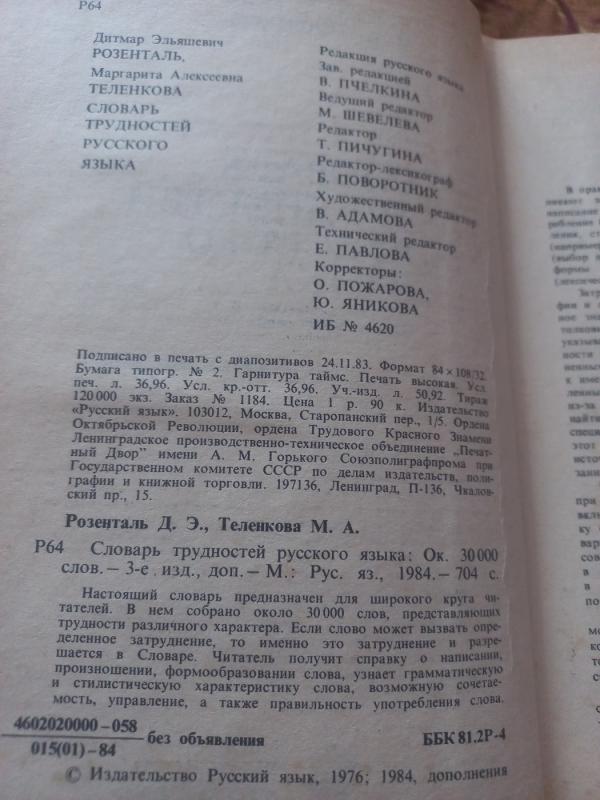 Р64
Дитмар Эльяшевич
РОЗЕНТАЛЬ,
Маргарита Алексеевна
ТЕЛЕНКОВА
СЛОВАРЬ
ТРУДНОСТЕЙ
РУССКОГО
ЯЗЫКА
Редакция русского языка
Зав. редакцией
В. ПЧЕЛКИНА
Ведущий редактор
М. ШЕВЕЛЕВА
Редактор
Т. ПИЧУГИНА
Редактор-лексикограф
Б. ПОВОРОТНИК
Художественный редактор
В. АДАМОВА
Технический редактор
Е. ПАВЛОВА
Корректоры:
О. ПОЖАРОВА,
Ю. ЯНИКОВА
ИБ № 4620
Подписано в печать с диапозитивов 24.11.83. Формат 84 × 108/32.
Бумага типогр. № 2. Гарнитура таймс. Печать высокая. Усл.
печ. л. 36,96. Усл. кр.-отт. 36,96. Уч.-изд. л. 50,92. Тираж
120 000 экз. Заказ № 1184. Цена 1 р. 90 к. Издательство
«Русский язык». 103012, Москва, Старопанский пер., 1/5. Ордена
Октябрьской Революции, ордена Трудового Красного Знамени
Ленинградское производственно-техническое объединение „Печат-
ный Двор” имени А. М. Горького Союзполиграфпрома при
Государственном комитете СССР по делам издательств, поли-
графии и книжной торговли. 197136, Ленинград, П-136, Чкалов-
ский пр., 15.
Розенталь Д. Э., Теленкова М. А.
Р64 Словарь трудностей русского языка: Ок. 30 000
слов. – 3-е изд., доп. – М.: Рус. яз., 1984. – 704 с.
Настоящий словарь предназначен для широкого круга чи-
тателей. В нем собрано около 30 000 слов, представляющих
трудности различного характера. Если слово может вызвать опре-
деленное затруднение, то именно это затруднение и разре-
шается в Словаре. Читатель получит справку о написании,
произношении, формообразовании слова, узнает грамматическую
и стилистическую характеристику слова, возможную сочетае-
мость, управление, а также правильность употребления слова.
4602020000–058
015(01)–84
без объявления
ББК 81.2Р-4
© Издательство Русский язык, 1976; 1984, дополнения